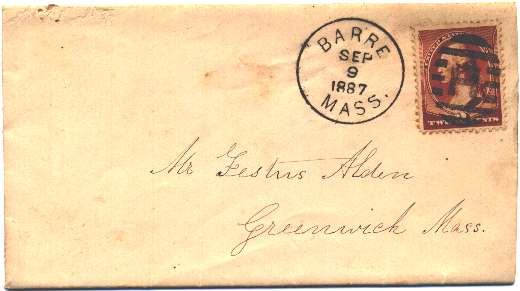 BARRE
SEP
9
1887
MASS.
Mr Festus Alden
Greenwich Mass.